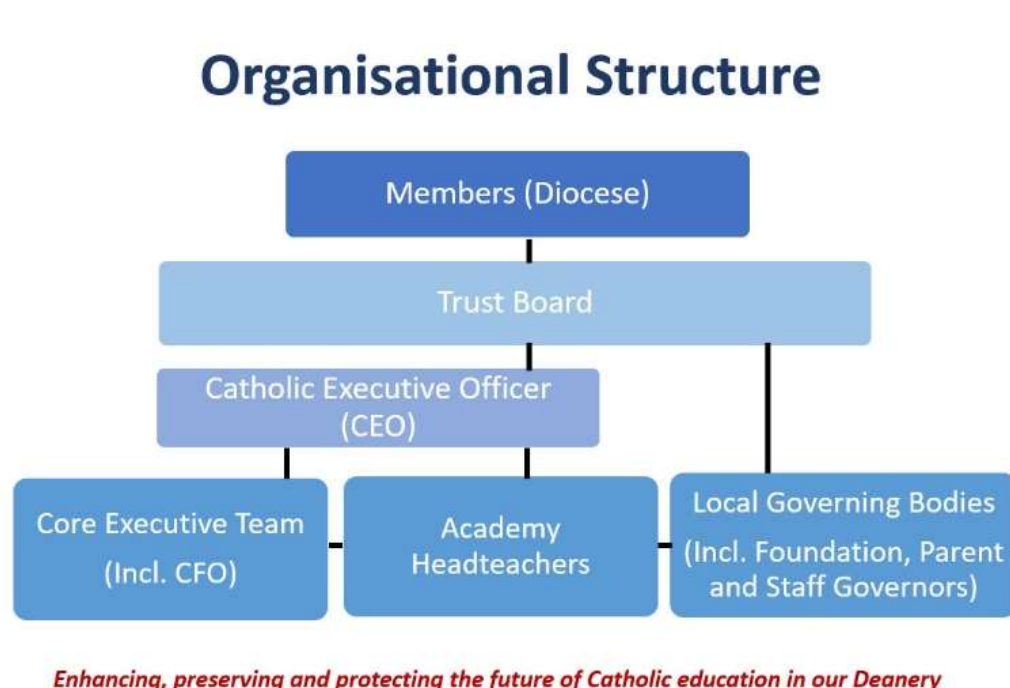 Organisational Structure
Members (Diocese)
Trust Board
Catholic Executive Officer
(CEO)
Core Executive Team
(Incl. CFO)
Academy
Headteachers
Local Governing Bodies
(Incl. Foundation, Parent
and Staff Governors)
Enhancing, preserving and protecting the future of Catholic education in our Deanery